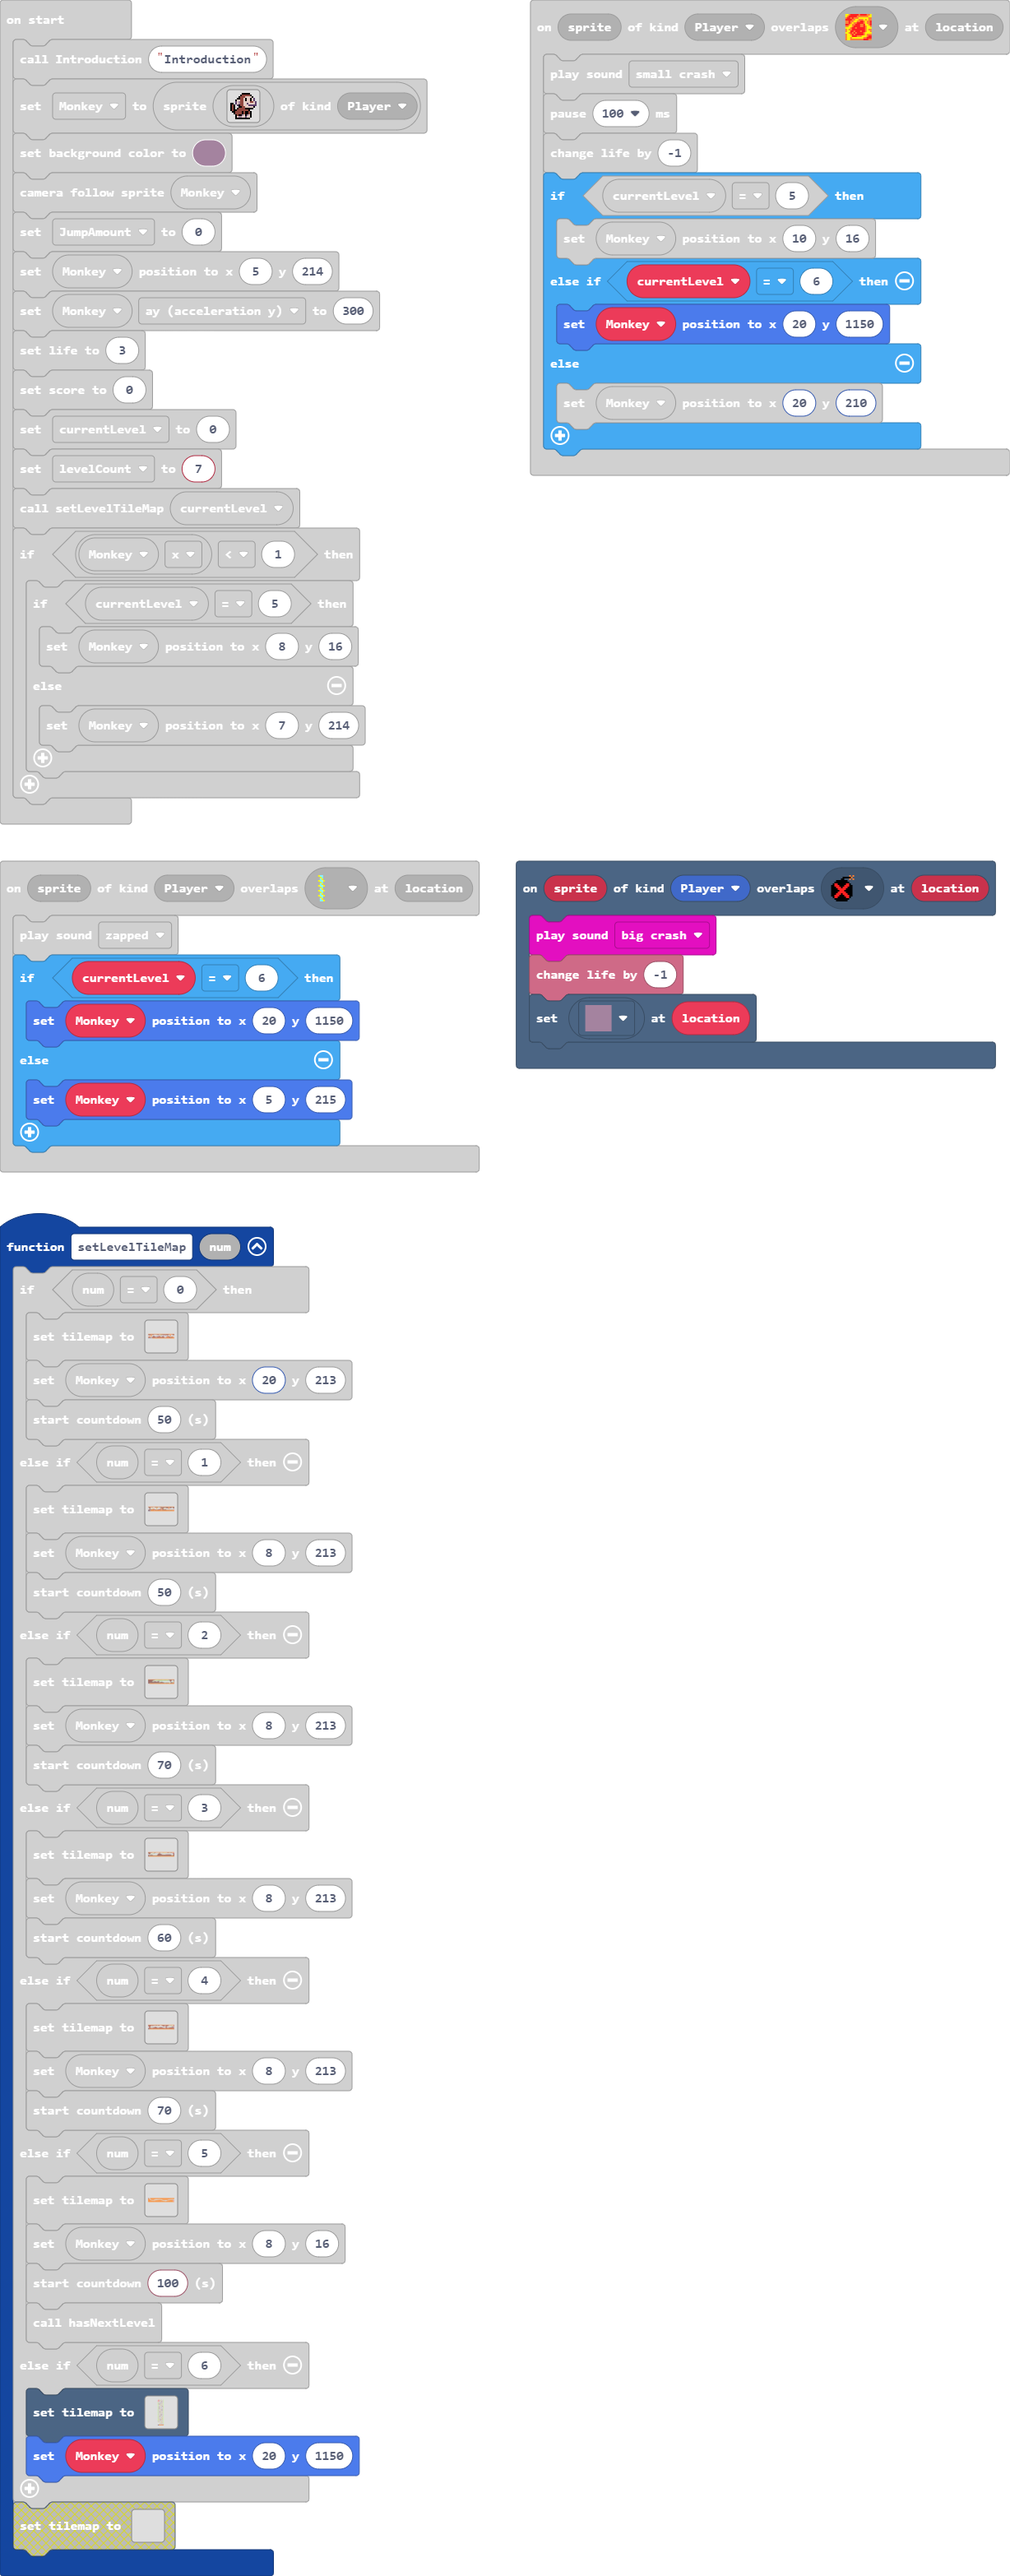 on start
call Introduction "Introduction"
set Monkey to sprite of kind Player
set background color to
camera follow sprite Monkey
set JumpAmount to 0
set Monkey position to x 5 y 214
set Monkey ay (acceleration y) to 300
set life to 3
set score to 0
set currentLevel to 0
set levelCount to 7
call setLevelTileMap currentLevel
if Monkey x < 1 then
if currentLevel = 5 then
set Monkey position to x 8 y 16
else
set Monkey position to x 7 y 214
on sprite of kind Player overlaps at location
play sound small crash
pause 100 ms
change life by -1
if currentLevel = 5 then
set Monkey position to x 10 y 16
else if currentLevel = 6 then
set Monkey position to x 20 y 1150
else
set Monkey position to x 20 y 210
on sprite of kind Player overlaps at location
play sound zapped
if currentLevel = 6 then
set Monkey position to x 20 y 1150
else
set Monkey position to x 5 y 215
on sprite of kind Player overlaps at location
play sound big crash
change life by -1
set at location
function setLevelTileMap num
if num = 0 then
set tilemap to
set Monkey position to x 20 y 213
start countdown 50 (s)
else if num = 1 then
set tilemap to
set Monkey position to x 8 y 213
start countdown 50 (s)
else if num = 2 then
set tilemap to
set Monkey position to x 8 y 213
start countdown 70 (s)
else if num = 3 then
set tilemap to
set Monkey position to x 8 y 213
start countdown 60 (s)
else if num = 4 then
set tilemap to
set Monkey position to x 8 y 213
start countdown 70 (s)
else if num = 5 then
set tilemap to
set Monkey position to x 8 y 16
start countdown 100 (s)
call hasNextLevel
else if num = 6 then
set tilemap to
set Monkey position to x 20 y 1150
set tilemap to